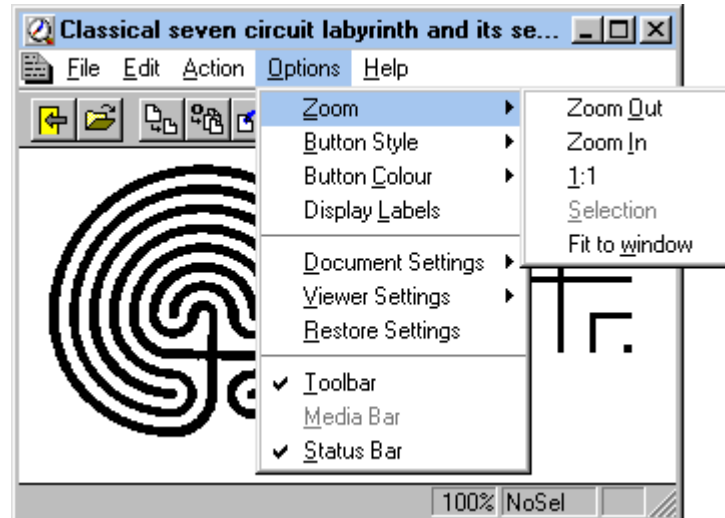 Classical seven circuit labyrinth and its se...
File Edit Action Options Help
Zoom
Button Style
Button Colour
Display Labels
Document Settings
Viewer Settings
Restore Settings
Toolbar
Media Bar
Status Bar
Zoom Out
Zoom In
1:1
Selection
Fit to window
100% NoSel